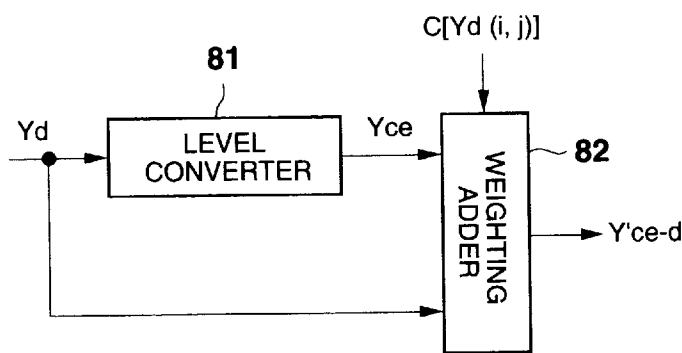 C[Yd (i, j)]
81
Yd
LEVEL
CONVERTER
Yce
WEIGHTING
ADDER
82
Y'ce-d